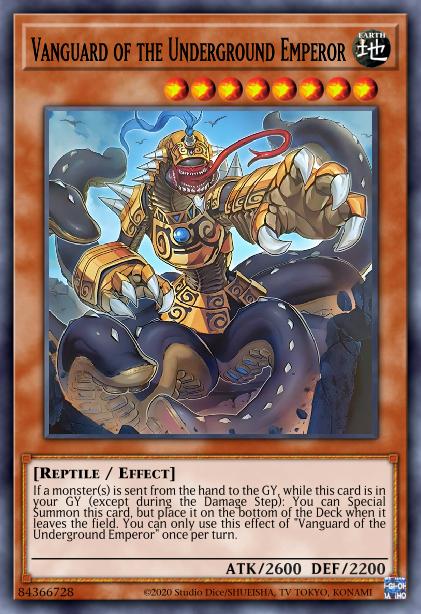 VANGUARD OF THE UNDERGROUND EMPEROR
EARTH
地
[REPTILE / EFFECT]
If a monster(s) is sent from the hand to the GY, while this card is in
your GY (except during the Damage Step): You can Special
Summon this card, but place it on the bottom of the Deck when it
leaves the field. You can only use this effect of "Vanguard of the
Underground Emperor" once per turn.
ATK/2600 DEF/2200
84366728
©2020 Studio Dice/SHUEISHA, TV TOKYO, KONAMI